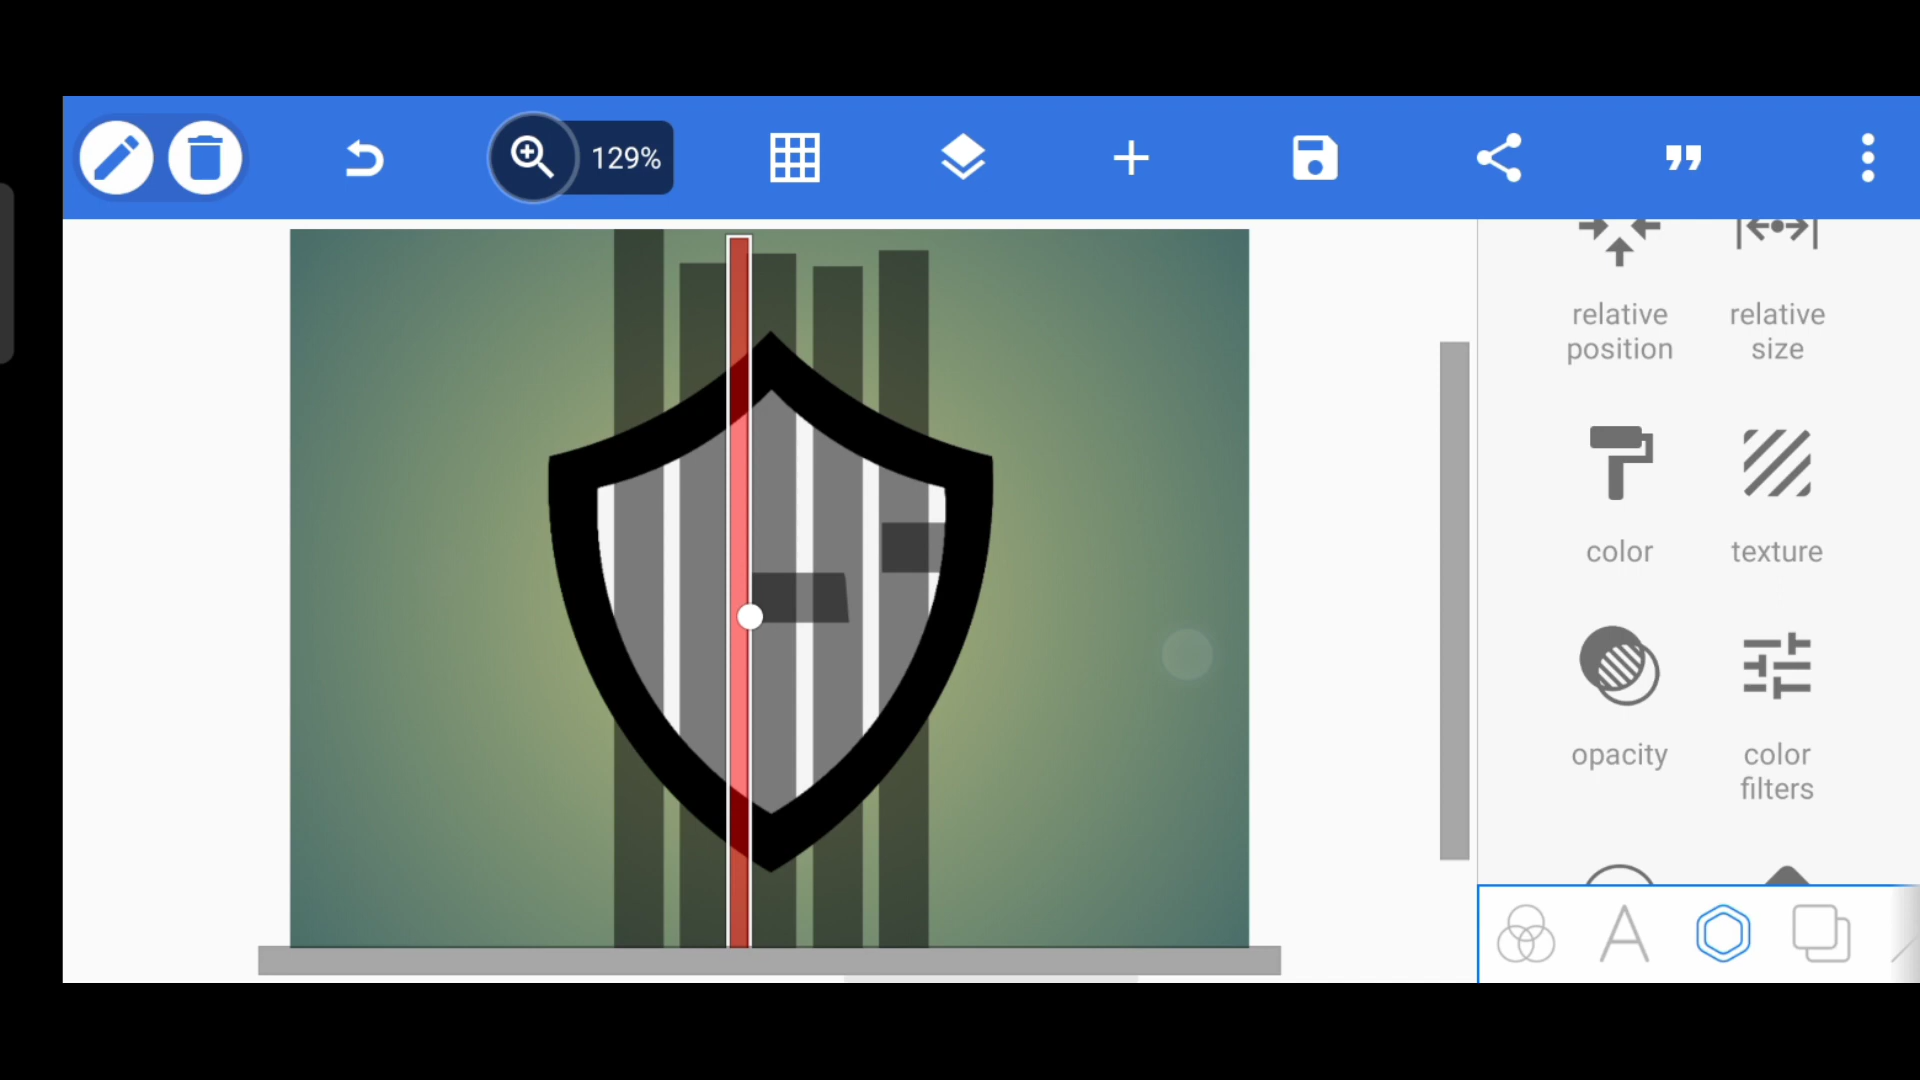 129%
relative
position
relative
size
color
texture
opacity
color
filters